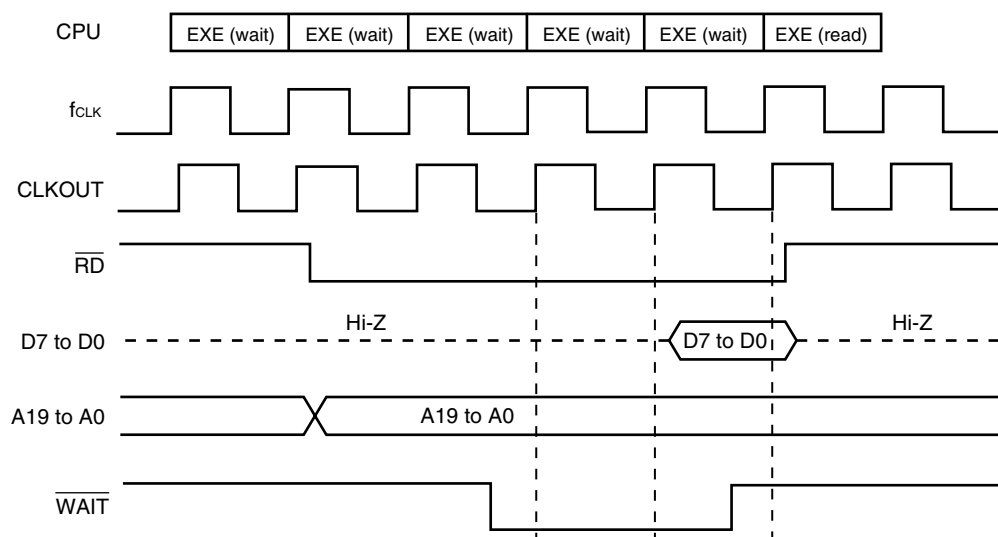 CPU EXE (wait) EXE (wait) EXE (wait) EXE (wait) EXE (wait) EXE (read)
fCLK
CLKOUT
RD
Hi-Z Hi-Z
D7 to D0 D7 to D0
A19 to A0 A19 to A0
WAIT